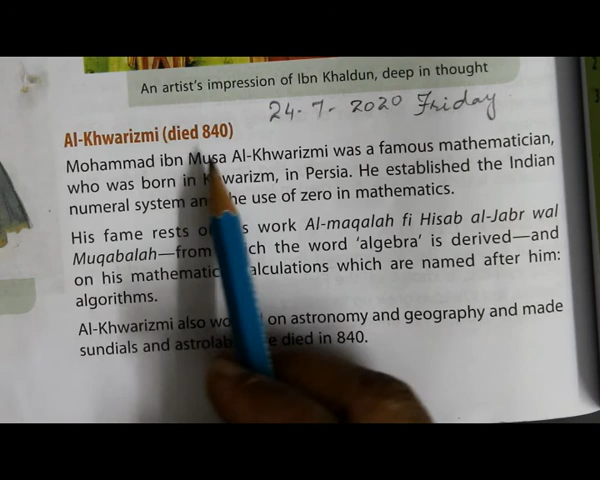 An artist's impression of Ibn Khaldun, deep in thought
24-7-2020 Friday
Al-Khwarizmi (died 840)
Mohammad ibn Musa Al-Khwarizmi was a famous mathematician,
who was born in K warizm, in Persia. He established the Indian
numeral system an he use of zero in mathematics.
His fame rests o s work Al-maqalah fi Hisab al-Jabr wal
Muqabalah—from ch the word 'algebra' is derived—and
on his mathematic alculations which are named after him:
algorithms.
Al-Khwarizmi also wo on astronomy and geography and made
sundials and astrolab e died in 840.